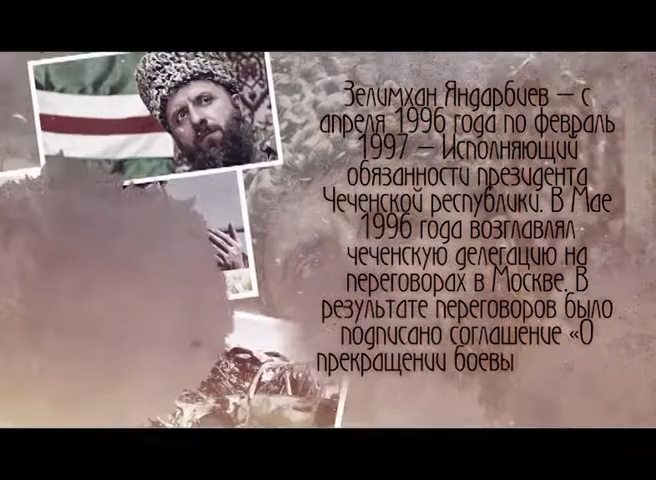 Зелимхан Яндарбиев – с
апреля 1996 года по февраль
1997 – Исполняющий
обязанности президента
Чеченской республики. В Мае
1996 года возглавлял
чеченскую делегацию на
переговорах в Москве. В
результате переговоров было
подписано соглашение «О
прекращении боевы